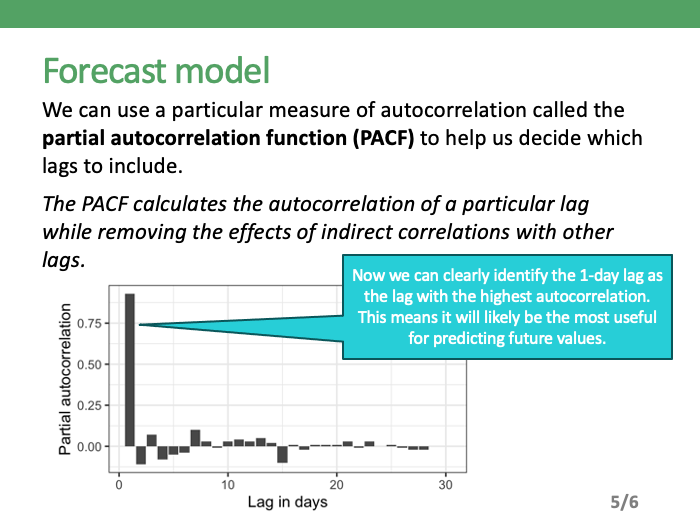 Forecast model
We can use a particular measure of autocorrelation called the
partial autocorrelation function (PACF) to help us decide which
lags to include.
The PACF calculates the autocorrelation of a particular lag
while removing the effects of indirect correlations with other
lags.
Now we can clearly identify the 1-day lag as
the lag with the highest autocorrelation.
This means it will likely be the most useful
for predicting future values.
Partial autocorrelation
0.75
0.50
0.25
0.00
0 10 20 30
Lag in days
5/6